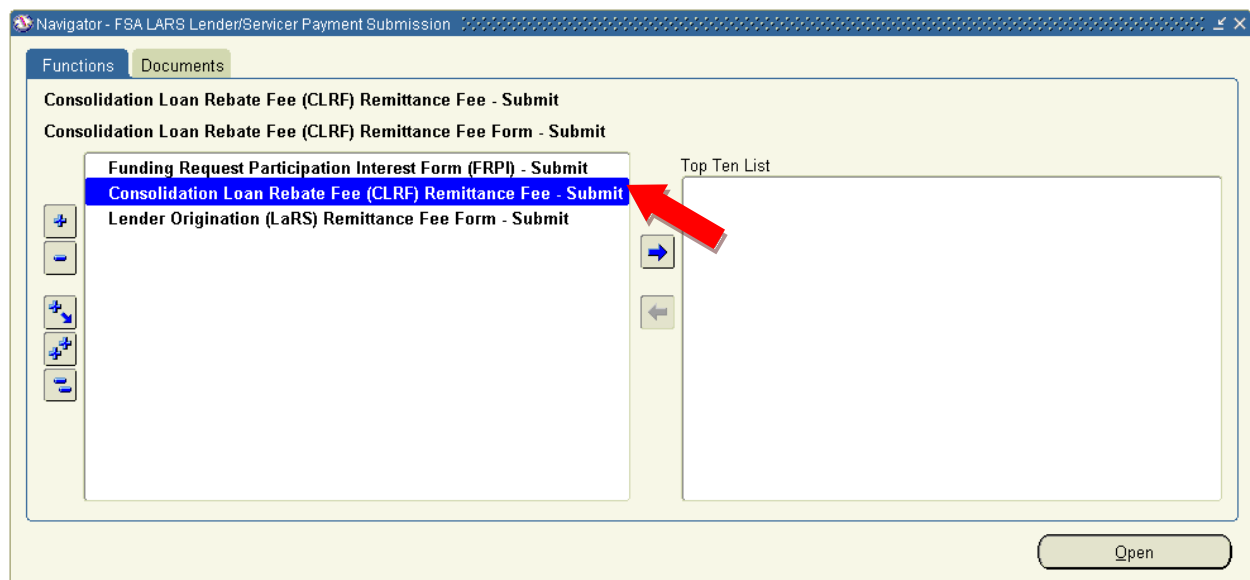 Navigator - FSA LARS Lender/Servicer Payment Submission
Functions Documents
Consolidation Loan Rebate Fee (CLRF) Remittance Fee - Submit
Consolidation Loan Rebate Fee (CLRF) Remittance Fee Form - Submit
Funding Request Participation Interest Form (FRPI) - Submit
Consolidation Loan Rebate Fee (CLRF) Remittance Fee - Submit
Lender Origination (LaRS) Remittance Fee Form - Submit
Top Ten List
Open